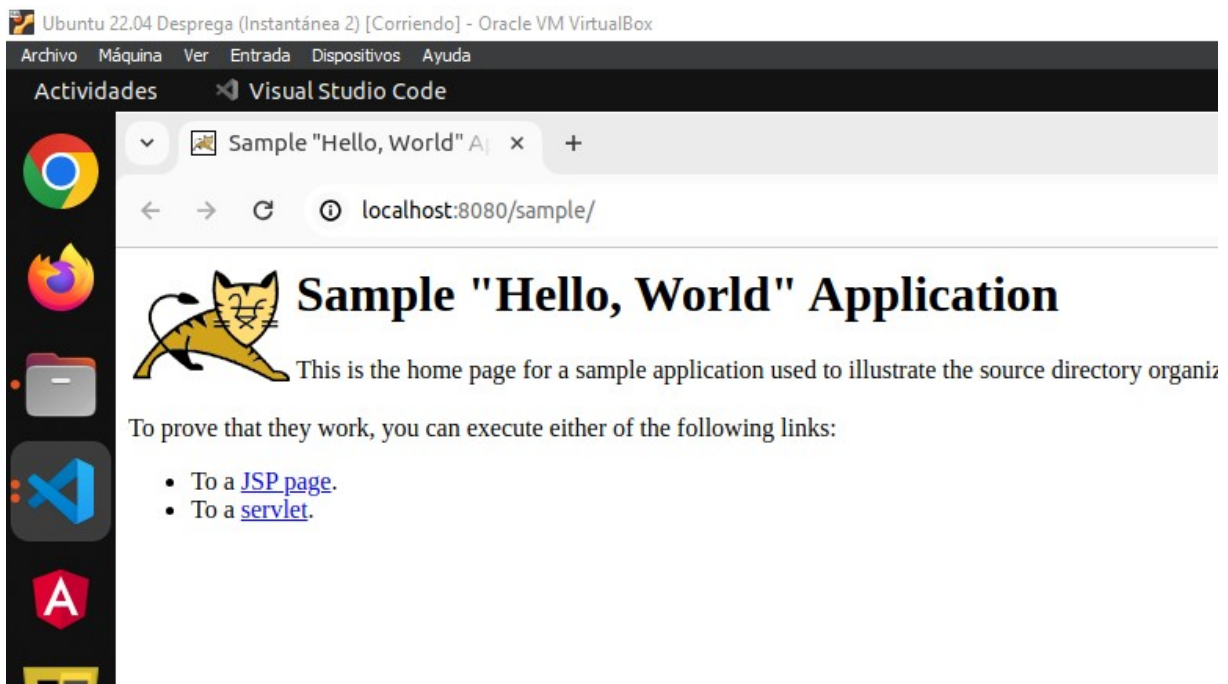 Ubuntu 22.04 Desprega (Instantánea 2) [Corriendo] - Oracle VM VirtualBox
Archivo Máquina Ver Entrada Dispositivos Ayuda
Actividades Visual Studio Code
Sample "Hello, World" A
localhost:8080/sample/
Sample "Hello, World" Application
This is the home page for a sample application used to illustrate the source directory organiz
To prove that they work, you can execute either of the following links:
• To a JSP page.
• To a servlet.
A